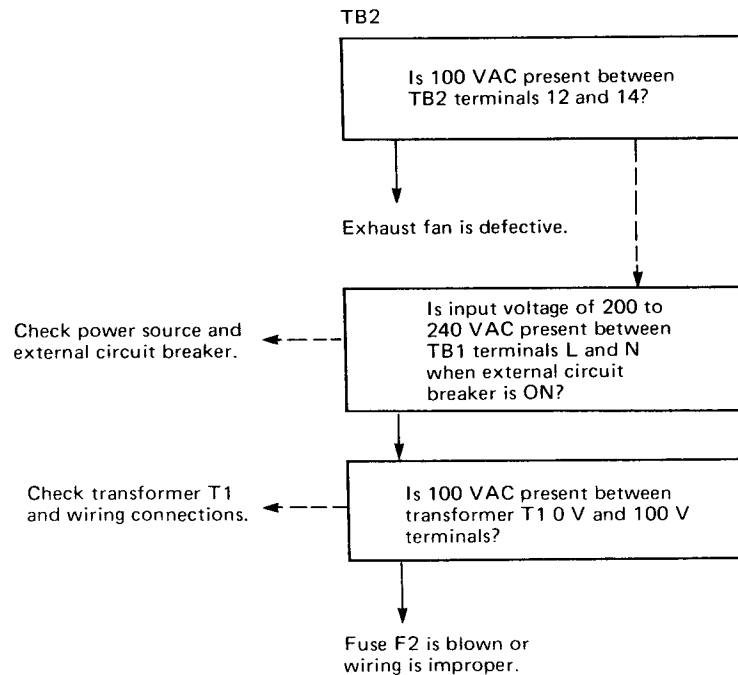 TB2
Is 100 VAC present between
TB2 terminals 12 and 14?
Exhaust fan is defective.
Is input voltage of 200 to
240 VAC present between
TB1 terminals L and N
when external circuit
breaker is ON?
Check power source and
external circuit breaker.
Is 100 VAC present between
transformer T1 0 V and 100 V
terminals?
Check transformer T1
and wiring connections.
Fuse F2 is blown or
wiring is improper.